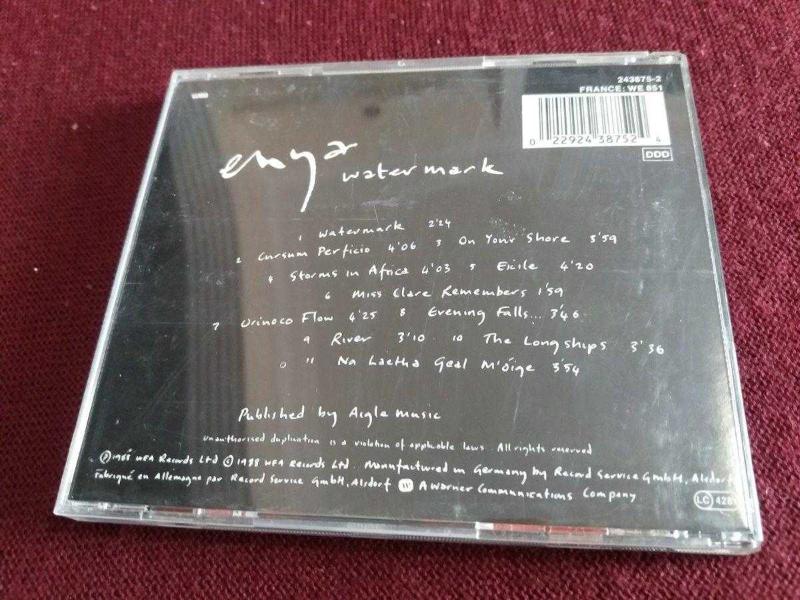 243875-2
FRANCE: WE 851
0 22924 38752 4
DDD
enya
watermark
1 Watermark 2'24
2 Cursum Perficio 4'06 3 On Your Shore 3'59
4 Storms in Africa 4'03 5 Exile 4'20
6 Miss Clare Remembers 1'59
7 Orinoco Flow 4'25 8 Evening Falls... 3'46
9 River 3'10 10 The Longships 3'36
11 Na Laetha Geal M'óige 3'54
Published by Aigle Music
Unauthorised duplication is a violation of applicable laws. All rights reserved
℗ 1988 WEA Records Ltd © 1988 WEA Records Ltd. Manufactured in Germany by Record Service GmbH, Alsdorf
Fabriqué en Allemagne par Record Service GmbH, Alsdorf A Warner Communications Company
LC 428